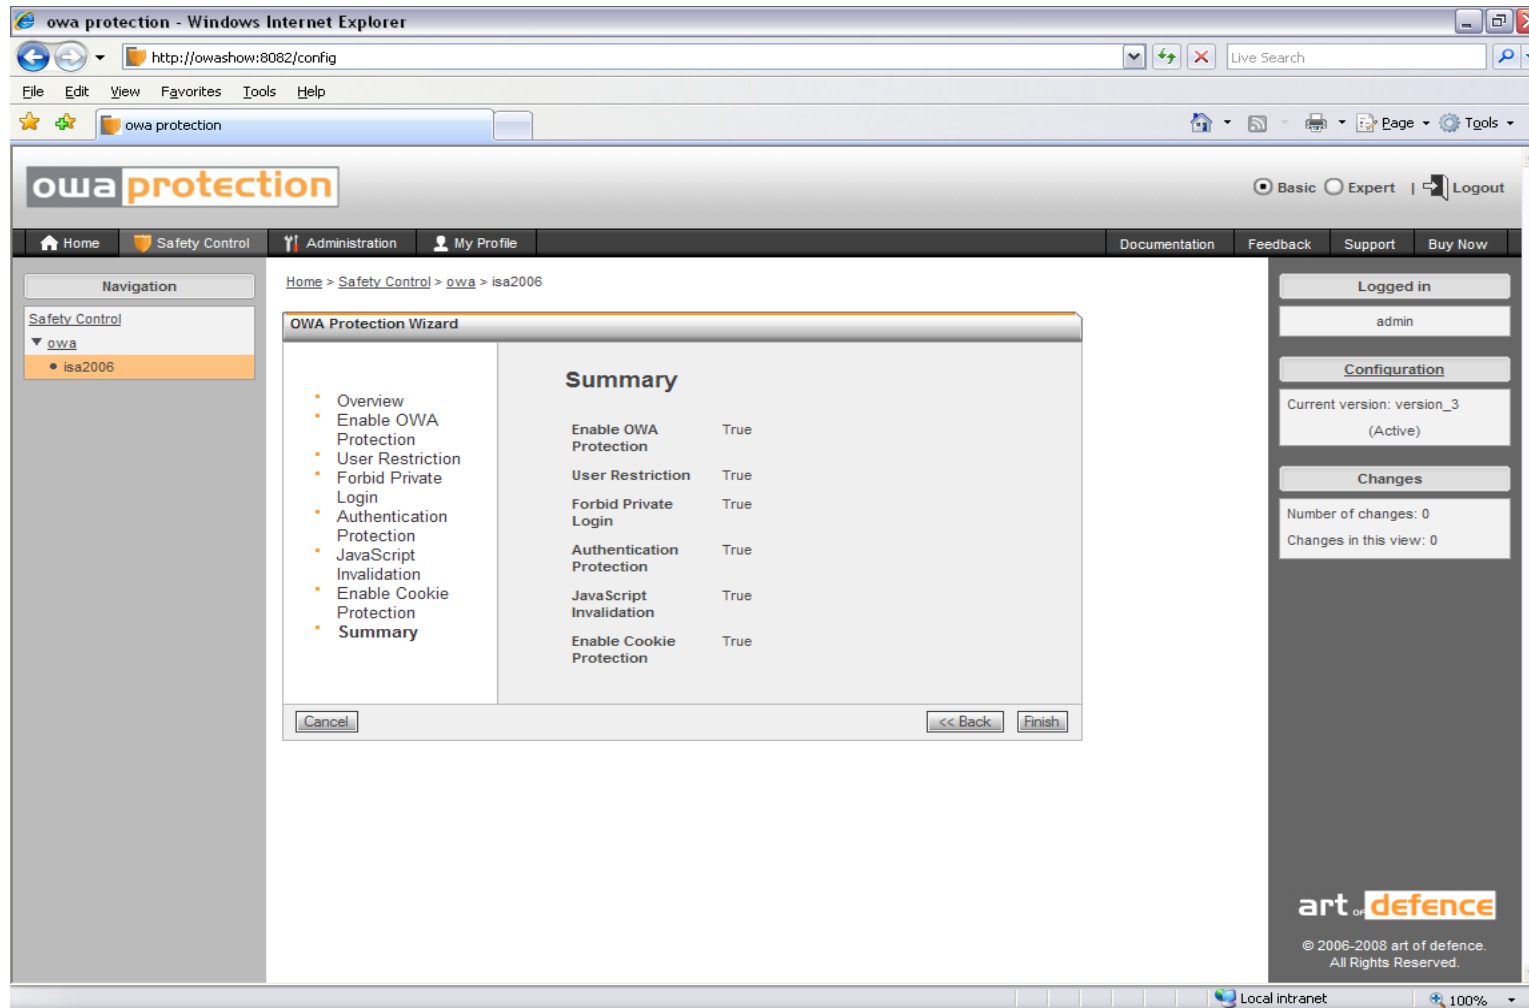 owa protection - Windows Internet Explorer
http://owashow:8082/config
Live Search
File Edit View Favorites Tools Help
owa protection
Page Tools
owa protection
Basic Expert | Logout
Home Safety Control Administration My Profile Documentation Feedback Support Buy Now
Navigation
Safety Control
owa
isa2006
Home > Safety Control > owa > isa2006
OWA Protection Wizard
Overview
Enable OWA
Protection
User Restriction
Forbid Private
Login
Authentication
Protection
JavaScript
Invalidation
Enable Cookie
Protection
Summary
Summary
Enable OWA True
Protection
User Restriction True
Forbid Private True
Login
Authentication True
Protection
JavaScript True
Invalidation
Enable Cookie True
Protection
Cancel << Back Finish
Logged in
admin
Configuration
Current version: version_3
(Active)
Changes
Number of changes: 0
Changes in this view: 0
art OF defence
© 2006-2008 art of defence.
All Rights Reserved.
Local intranet 100%